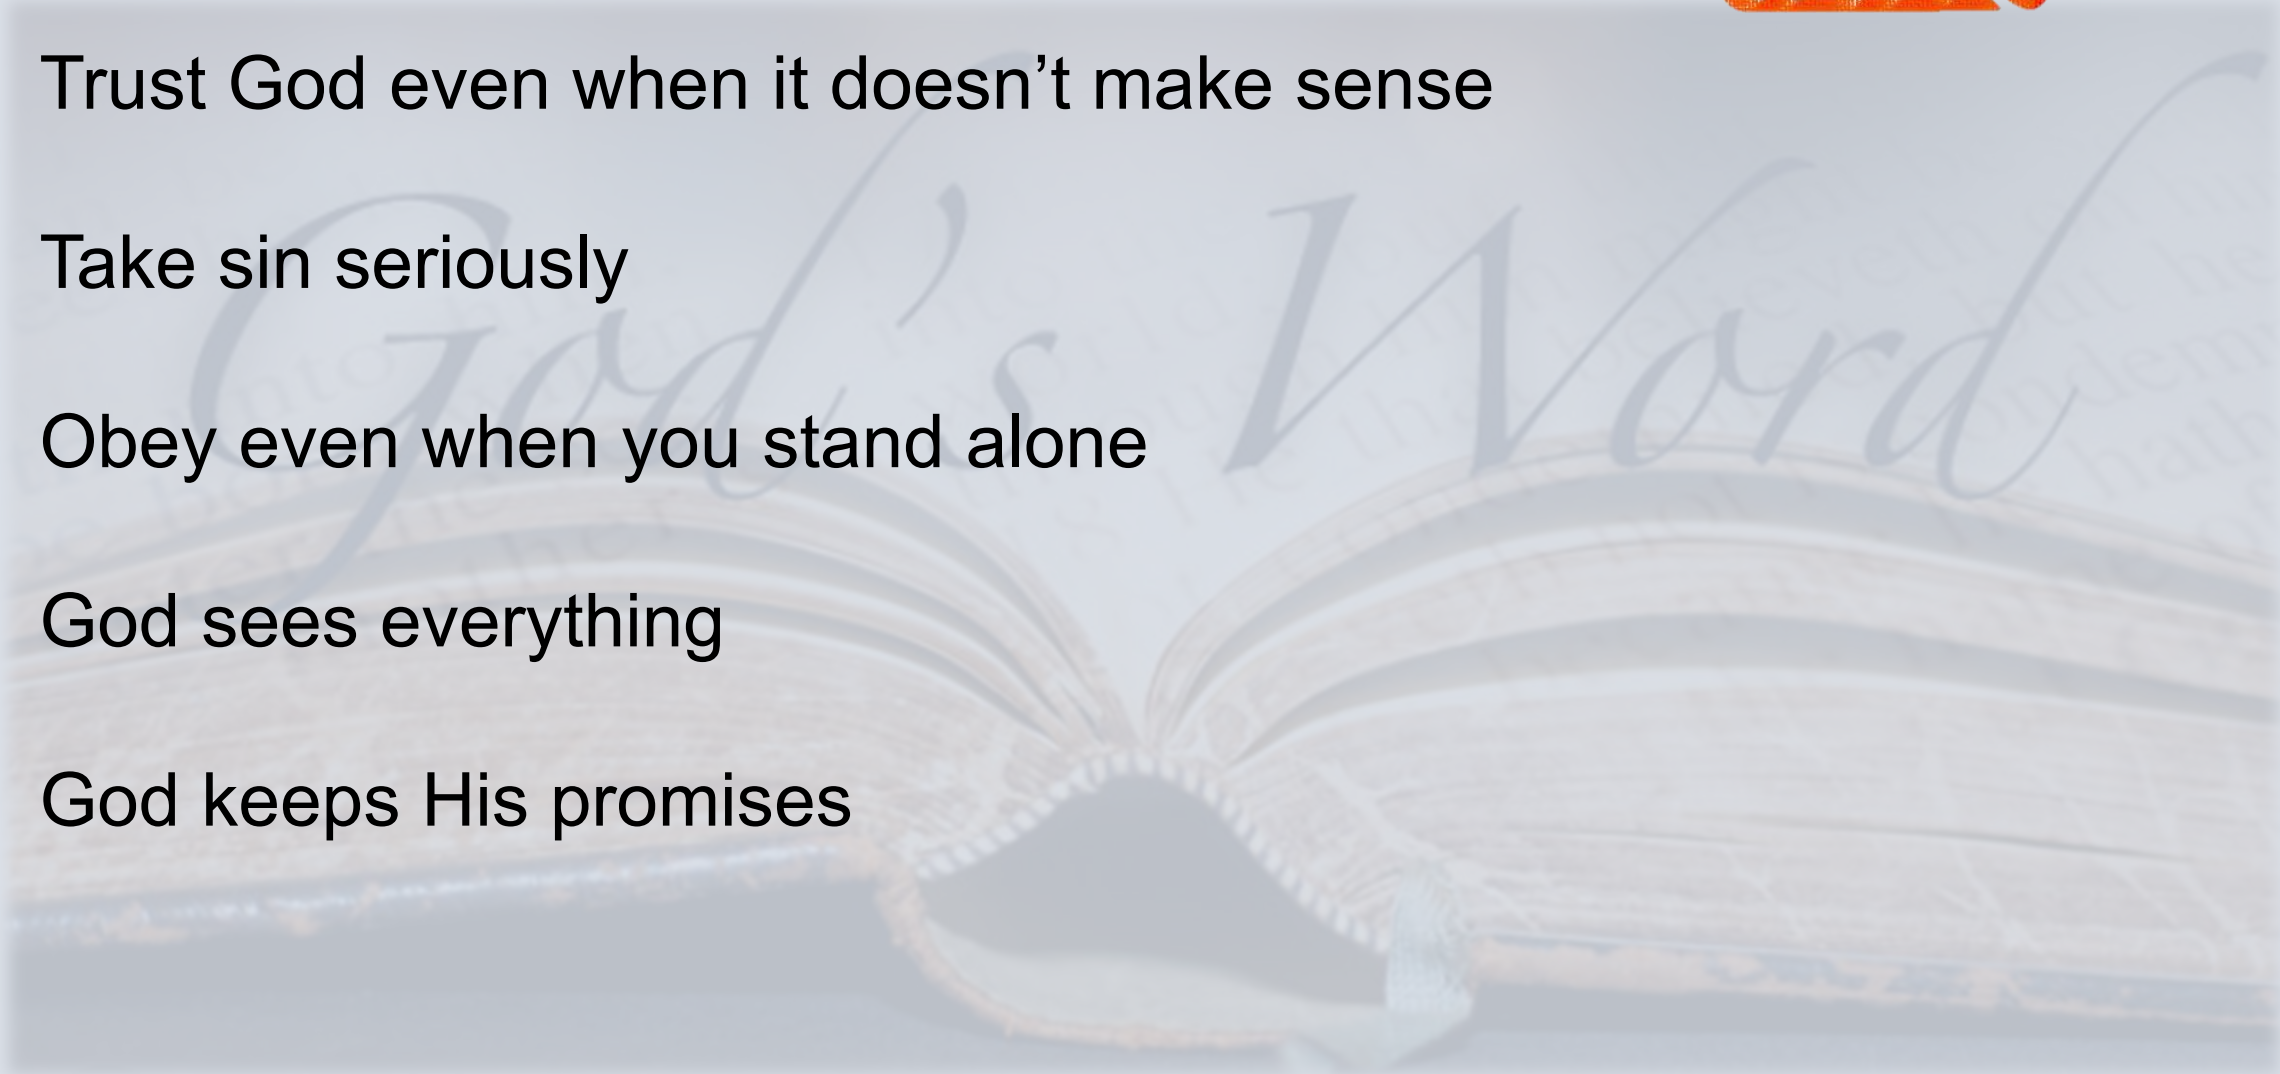 Trust God even when it doesn’t make sense
Take sin seriously
God's Word
Obey even when you stand alone
God sees everything
God keeps His promises